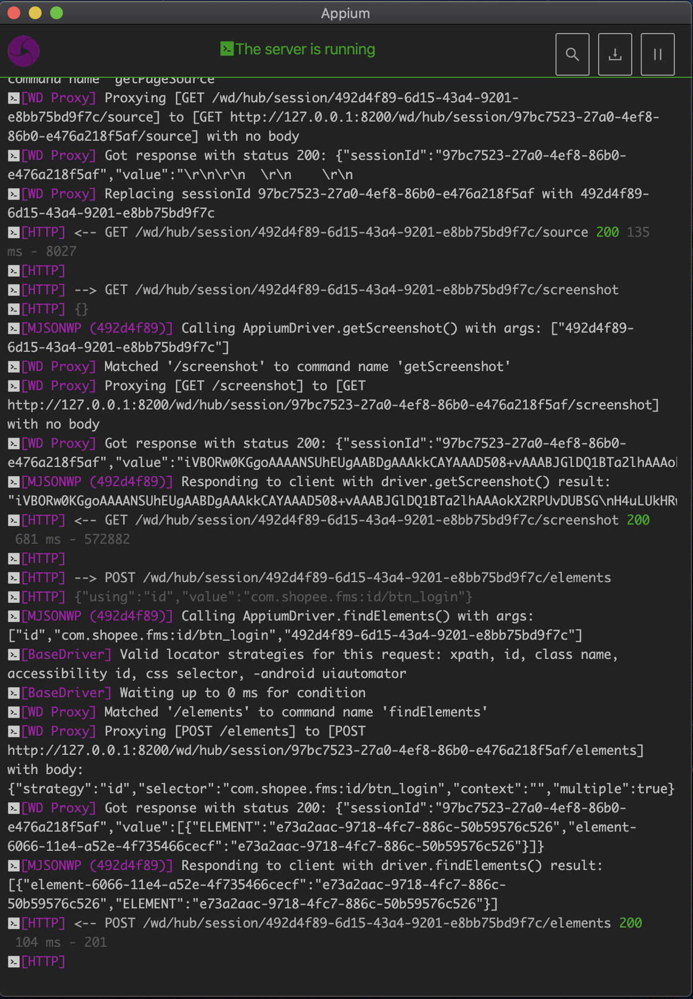 Appium
The server is running
command name 'getPageSource'
[WD Proxy] Proxying [GET /wd/hub/session/492d4f89-6d15-43a4-9201-
e8bb75bd9f7c/source] to [GET http://127.0.0.1:8200/wd/hub/session/97bc7523-27a0-4ef8-
86b0-e476a218f5af/source] with no body
[WD Proxy] Got response with status 200: {"sessionId":"97bc7523-27a0-4ef8-86b0-
e476a218f5af","value":"\r\n\r\n  \r\n    \r\n
[WD Proxy] Replacing sessionId 97bc7523-27a0-4ef8-86b0-e476a218f5af with 492d4f89-
6d15-43a4-9201-e8bb75bd9f7c
[HTTP] <-- GET /wd/hub/session/492d4f89-6d15-43a4-9201-e8bb75bd9f7c/source 200 135
ms - 8027
[HTTP]
[HTTP] --> GET /wd/hub/session/492d4f89-6d15-43a4-9201-e8bb75bd9f7c/screenshot
[HTTP] {}
[MJSONWP (492d4f89)] Calling AppiumDriver.getScreenshot() with args: ["492d4f89-
6d15-43a4-9201-e8bb75bd9f7c"]
[WD Proxy] Matched '/screenshot' to command name 'getScreenshot'
[WD Proxy] Proxying [GET /screenshot] to [GET
http://127.0.0.1:8200/wd/hub/session/97bc7523-27a0-4ef8-86b0-e476a218f5af/screenshot]
with no body
[WD Proxy] Got response with status 200: {"sessionId":"97bc7523-27a0-4ef8-86b0-
e476a218f5af","value":"iVBORw0KGgoAAAANSUhEUgAABDgAAAkkCAYAAAD508+vAAABJGlDQ1BTa2lhAAAo
[MJSONWP (492d4f89)] Responding to client with driver.getScreenshot() result:
"iVBORw0KGgoAAAANSUhEUgAABDgAAAkkCAYAAAD508+vAAABJGlDQ1BTa2lhAAAokX2RPUvDUBSG\nH4uLUkHR
[HTTP] <-- GET /wd/hub/session/492d4f89-6d15-43a4-9201-e8bb75bd9f7c/screenshot 200
681 ms - 572882
[HTTP]
[HTTP] --> POST /wd/hub/session/492d4f89-6d15-43a4-9201-e8bb75bd9f7c/elements
[HTTP] {"using":"id","value":"com.shopee.fms:id/btn_login"}
[MJSONWP (492d4f89)] Calling AppiumDriver.findElements() with args:
["id","com.shopee.fms:id/btn_login","492d4f89-6d15-43a4-9201-e8bb75bd9f7c"]
[BaseDriver] Valid locator strategies for this request: xpath, id, class name,
accessibility id, css selector, -android uiautomator
[BaseDriver] Waiting up to 0 ms for condition
[WD Proxy] Matched '/elements' to command name 'findElements'
[WD Proxy] Proxying [POST /elements] to [POST
http://127.0.0.1:8200/wd/hub/session/97bc7523-27a0-4ef8-86b0-e476a218f5af/elements]
with body:
{"strategy":"id","selector":"com.shopee.fms:id/btn_login","context":"","multiple":true}
[WD Proxy] Got response with status 200: {"sessionId":"97bc7523-27a0-4ef8-86b0-
e476a218f5af","value":[{"ELEMENT":"e73a2aac-9718-4fc7-886c-50b59576c526","element-
6066-11e4-a52e-4f735466cecf":"e73a2aac-9718-4fc7-886c-50b59576c526"}]}
[MJSONWP (492d4f89)] Responding to client with driver.findElements() result:
[{"element-6066-11e4-a52e-4f735466cecf":"e73a2aac-9718-4fc7-886c-
50b59576c526","ELEMENT":"e73a2aac-9718-4fc7-886c-50b59576c526"}]
[HTTP] <-- POST /wd/hub/session/492d4f89-6d15-43a4-9201-e8bb75bd9f7c/elements 200
104 ms - 201
[HTTP]